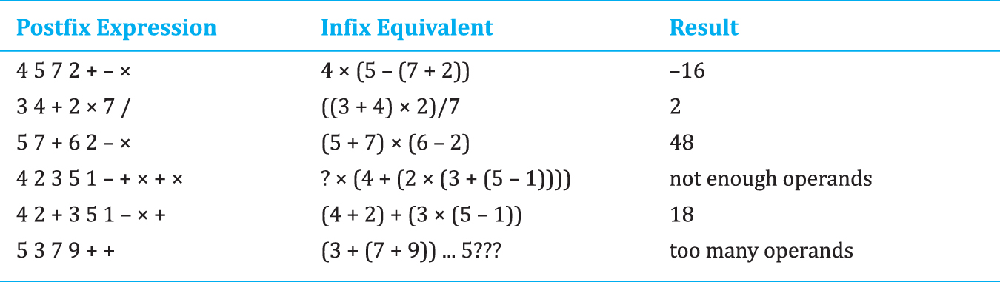 Postfix Expression Infix Equivalent Result
4 5 7 2 + – × 4 × (5 – (7 + 2)) –16
3 4 + 2 × 7 / ((3 + 4) × 2)/7 2
5 7 + 6 2 – × (5 + 7) × (6 – 2) 48
4 2 3 5 1 – + × + × ? × (4 + (2 × (3 + (5 – 1)))) not enough operands
4 2 + 3 5 1 – × + (4 + 2) + (3 × (5 – 1)) 18
5 3 7 9 + + (3 + (7 + 9)) ... 5??? too many operands